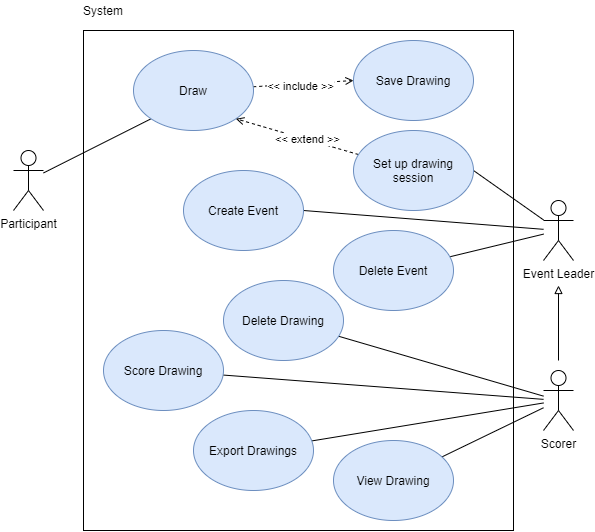 System
Draw
<< include >>
Save Drawing
<< extend >>
Set up drawing
session
Participant
Create Event
Event Leader
Delete Event
Delete Drawing
Score Drawing
Scorer
Export Drawings
View Drawing